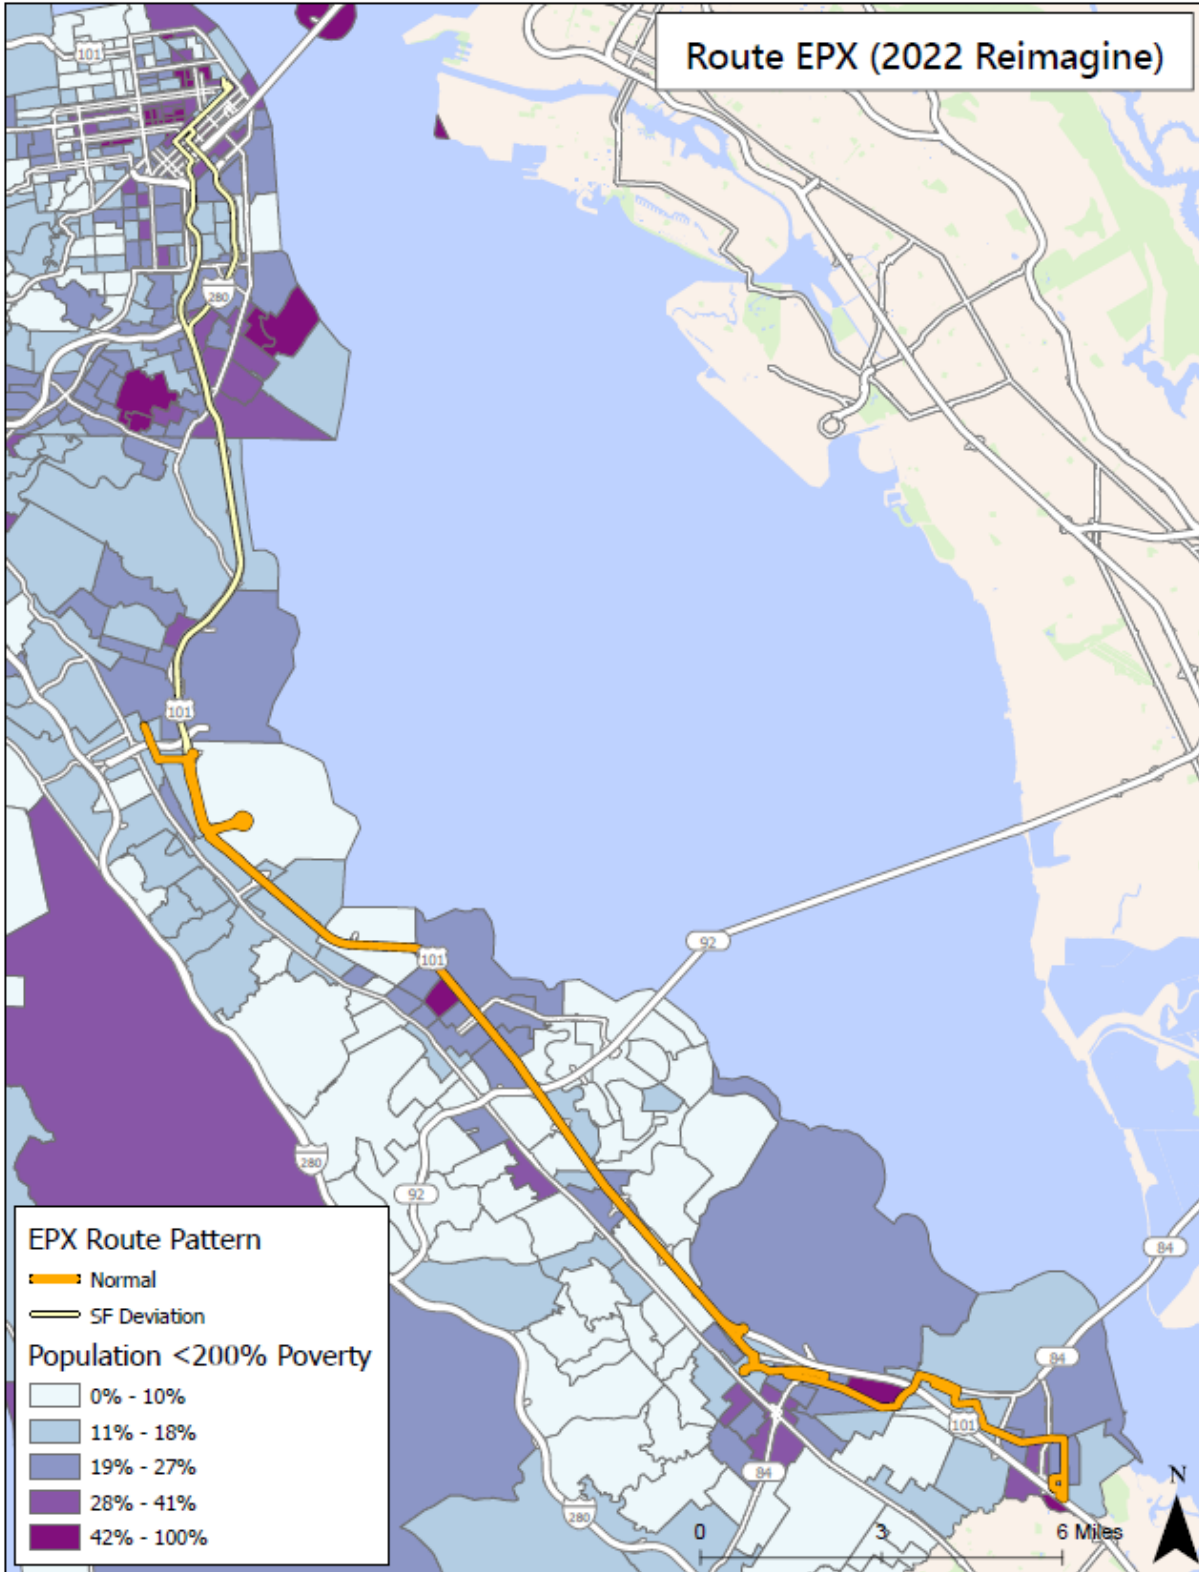 Route EPX (2022 Reimagine)
101
280
101
101
92
280
92
84
84
101
84
280
EPX Route Pattern
Normal
SF Deviation
Population <200% Poverty
0% - 10%
11% - 18%
19% - 27%
28% - 41%
42% - 100%
N
0 3 6 Miles